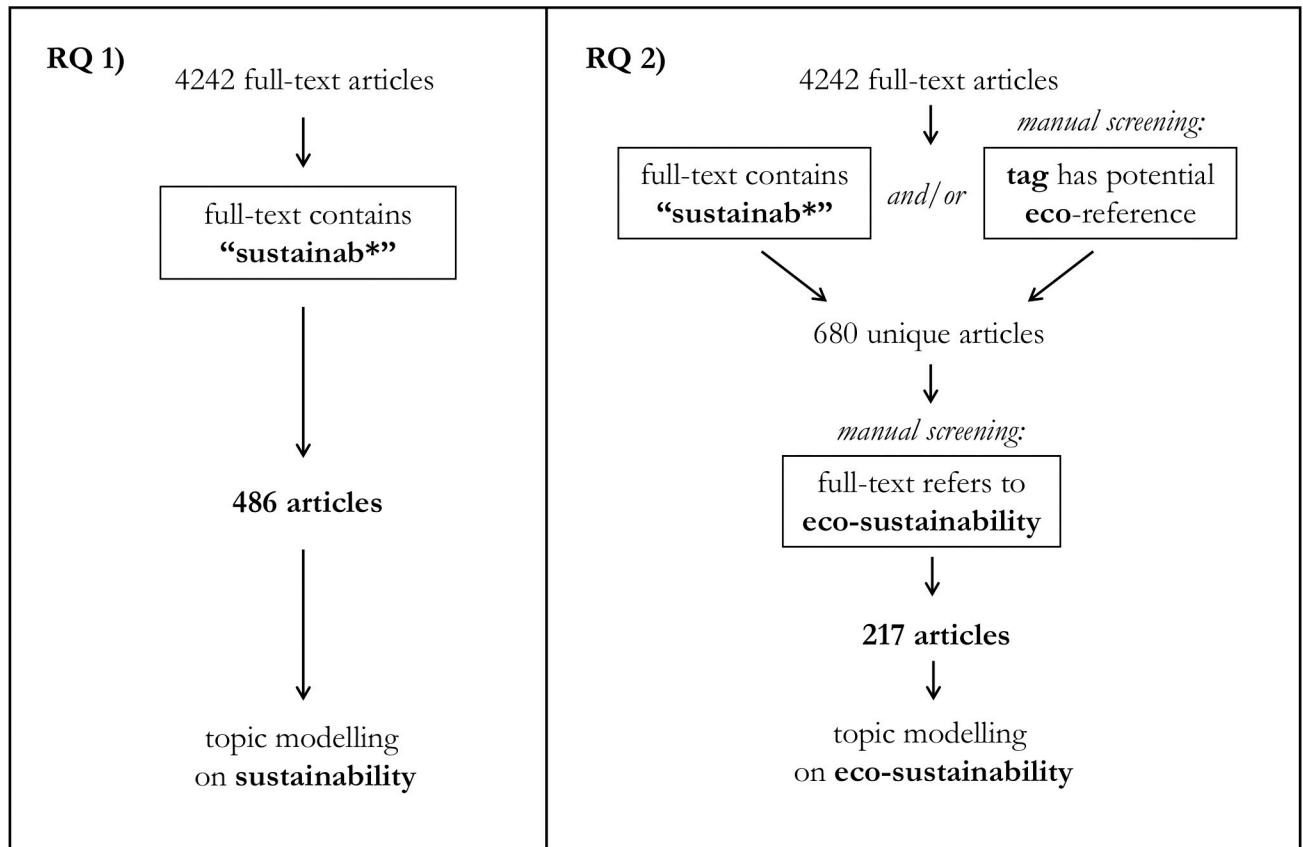 RQ 1)
4242 full-text articles
full-text contains
“sustainab*”
486 articles
topic modelling
on sustainability
RQ 2)
4242 full-text articles
manual screening:
full-text contains
“sustainab*”
and/or
tag has potential
eco-reference
680 unique articles
manual screening:
full-text refers to
eco-sustainability
217 articles
topic modelling
on eco-sustainability